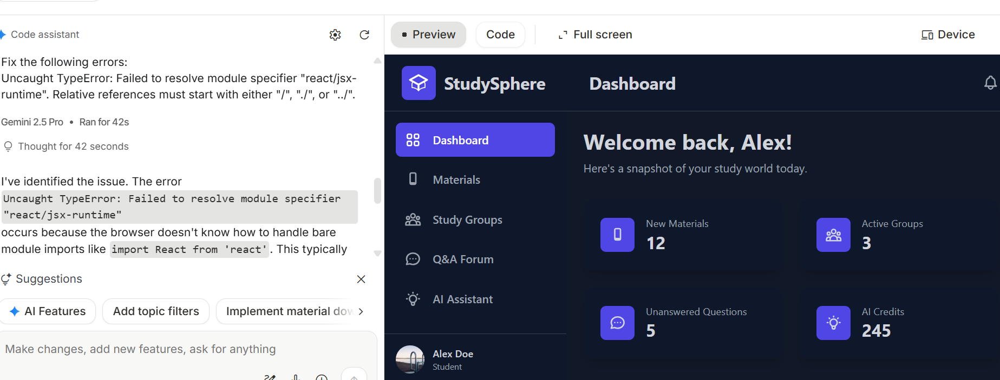 Code assistant
Fix the following errors:
Uncaught TypeError: Failed to resolve module specifier "react/jsx-
runtime". Relative references must start with either "/", "./", or "../".
Gemini 2.5 Pro • Ran for 42s
Thought for 42 seconds
I've identified the issue. The error
Uncaught TypeError: Failed to resolve module specifier
"react/jsx-runtime"
occurs because the browser doesn't know how to handle bare
module imports like import React from 'react'. This typically
Suggestions
AI Features
Add topic filters
Implement material dow
Make changes, add new features, ask for anything
Preview
Code
Full screen
Device
StudySphere
Dashboard
Dashboard
Materials
Study Groups
Q&A Forum
AI Assistant
Alex Doe
Student
Welcome back, Alex!
Here's a snapshot of your study world today.
New Materials
12
Active Groups
3
Unanswered Questions
5
AI Credits
245